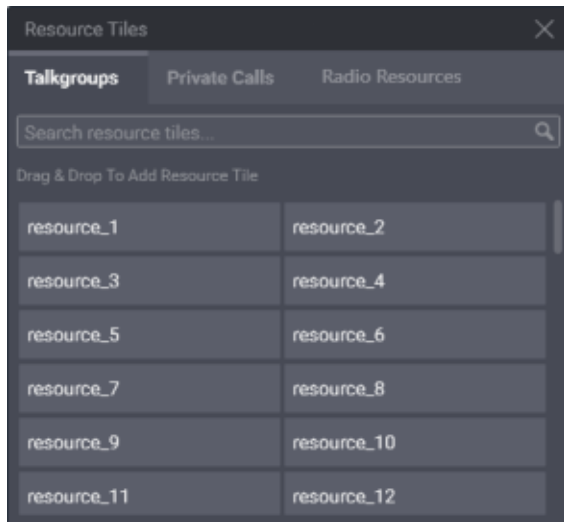 Resource Tiles
Talkgroups Private Calls Radio Resources
Search resource tiles...
Drag & Drop To Add Resource Tile
resource_1 resource_2
resource_3 resource_4
resource_5 resource_6
resource_7 resource_8
resource_9 resource_10
resource_11 resource_12